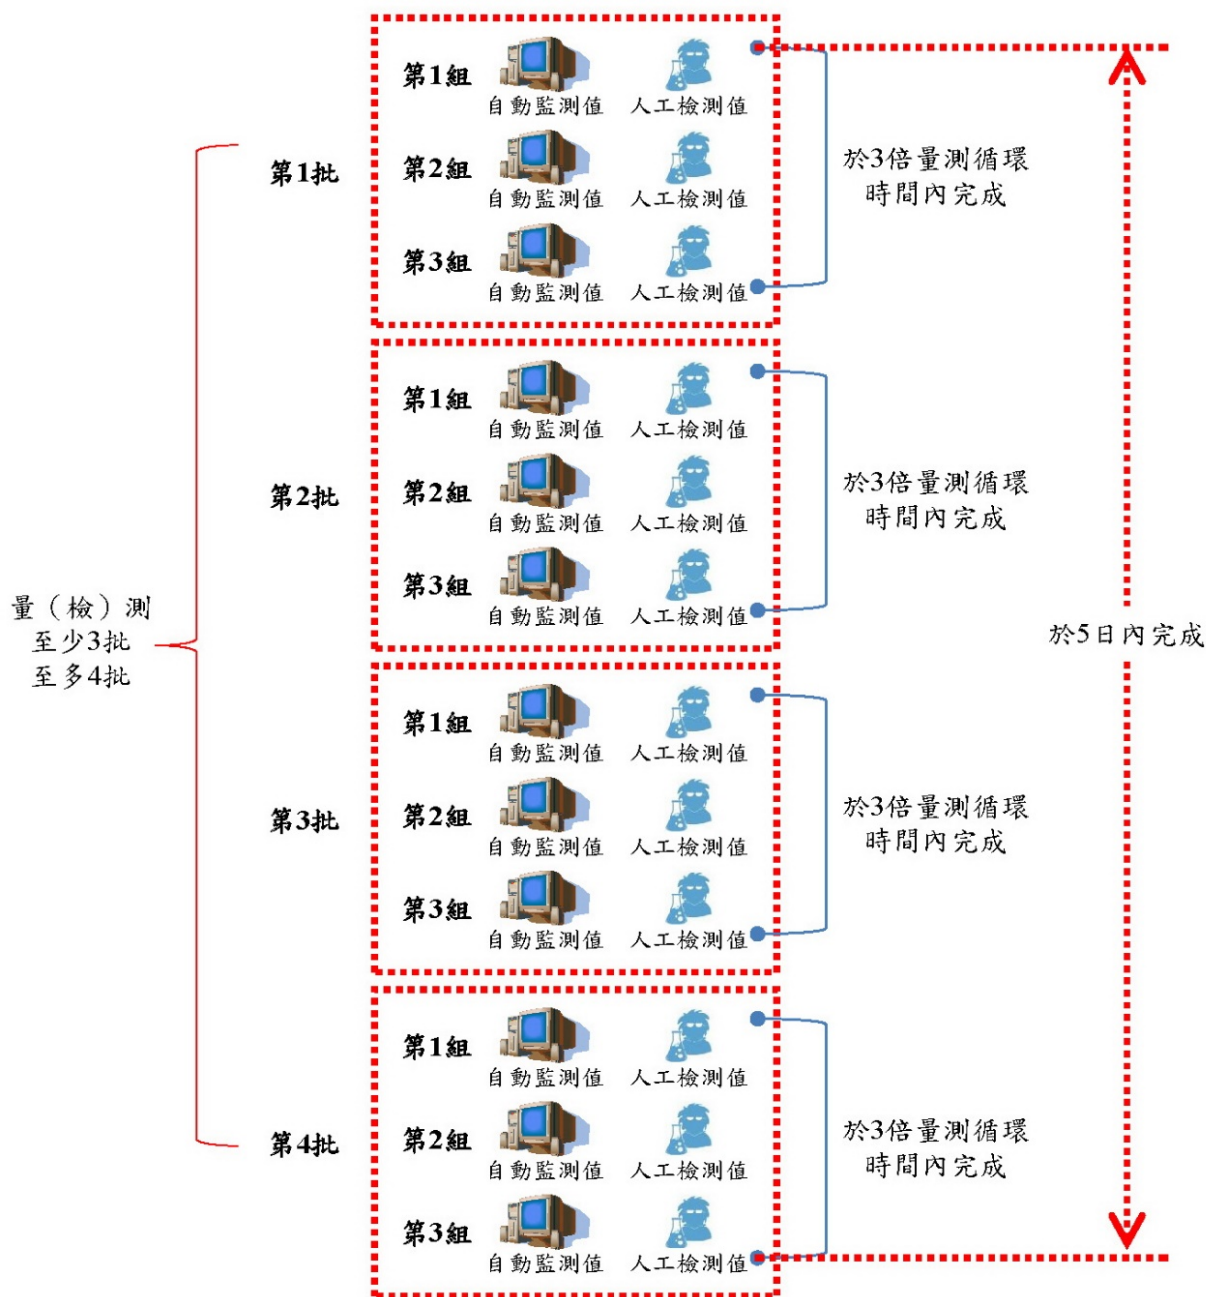 第1組
自動監測值 人工檢測值
第1批
第2組
自動監測值 人工檢測值
第3組
自動監測值 人工檢測值
於3倍量測循環
時間內完成
第1組
自動監測值 人工檢測值
第2批
第2組
自動監測值 人工檢測值
第3組
自動監測值 人工檢測值
於3倍量測循環
時間內完成
量（檢）測
至少3批
至多4批
於5日內完成
第1組
自動監測值 人工檢測值
第3批
第2組
自動監測值 人工檢測值
第3組
自動監測值 人工檢測值
於3倍量測循環
時間內完成
第1組
自動監測值 人工檢測值
第4批
第2組
自動監測值 人工檢測值
第3組
自動監測值 人工檢測值
於3倍量測循環
時間內完成